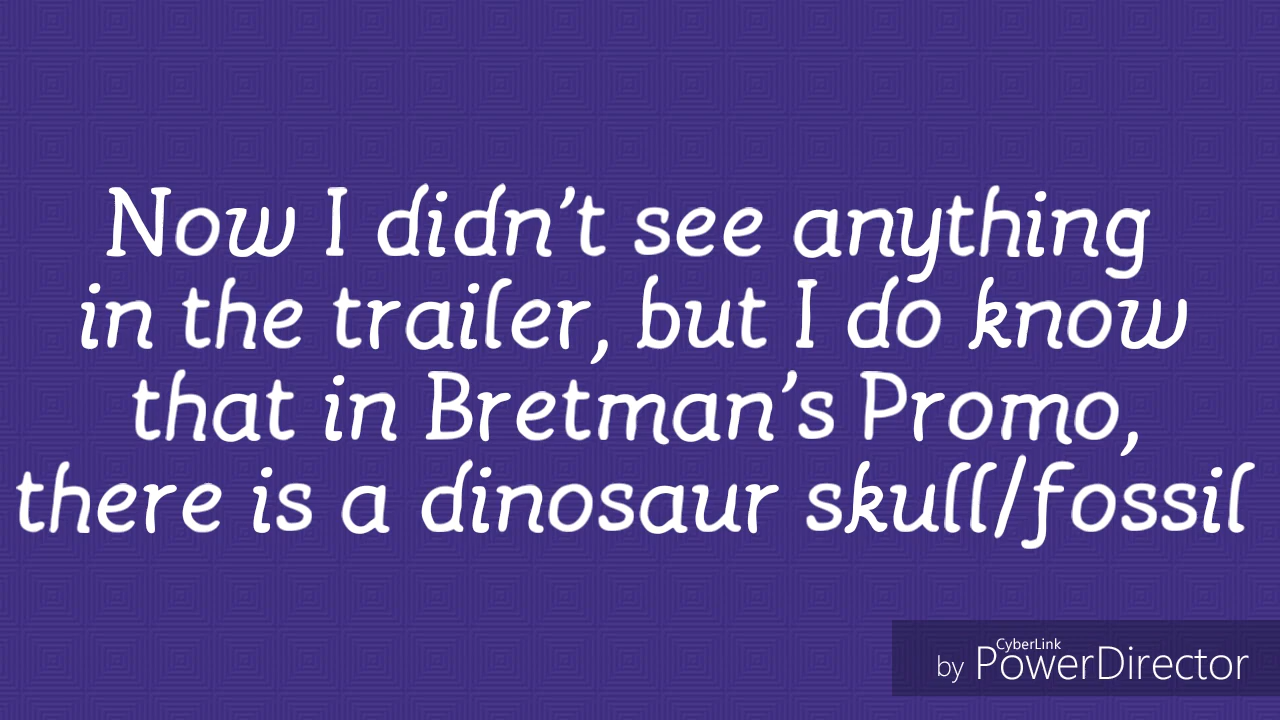 Now I didn't see anything
in the trailer, but I do know
that in Bretman's Promo,
there is a dinosaur skull/fossil
by CyberLink PowerDirector